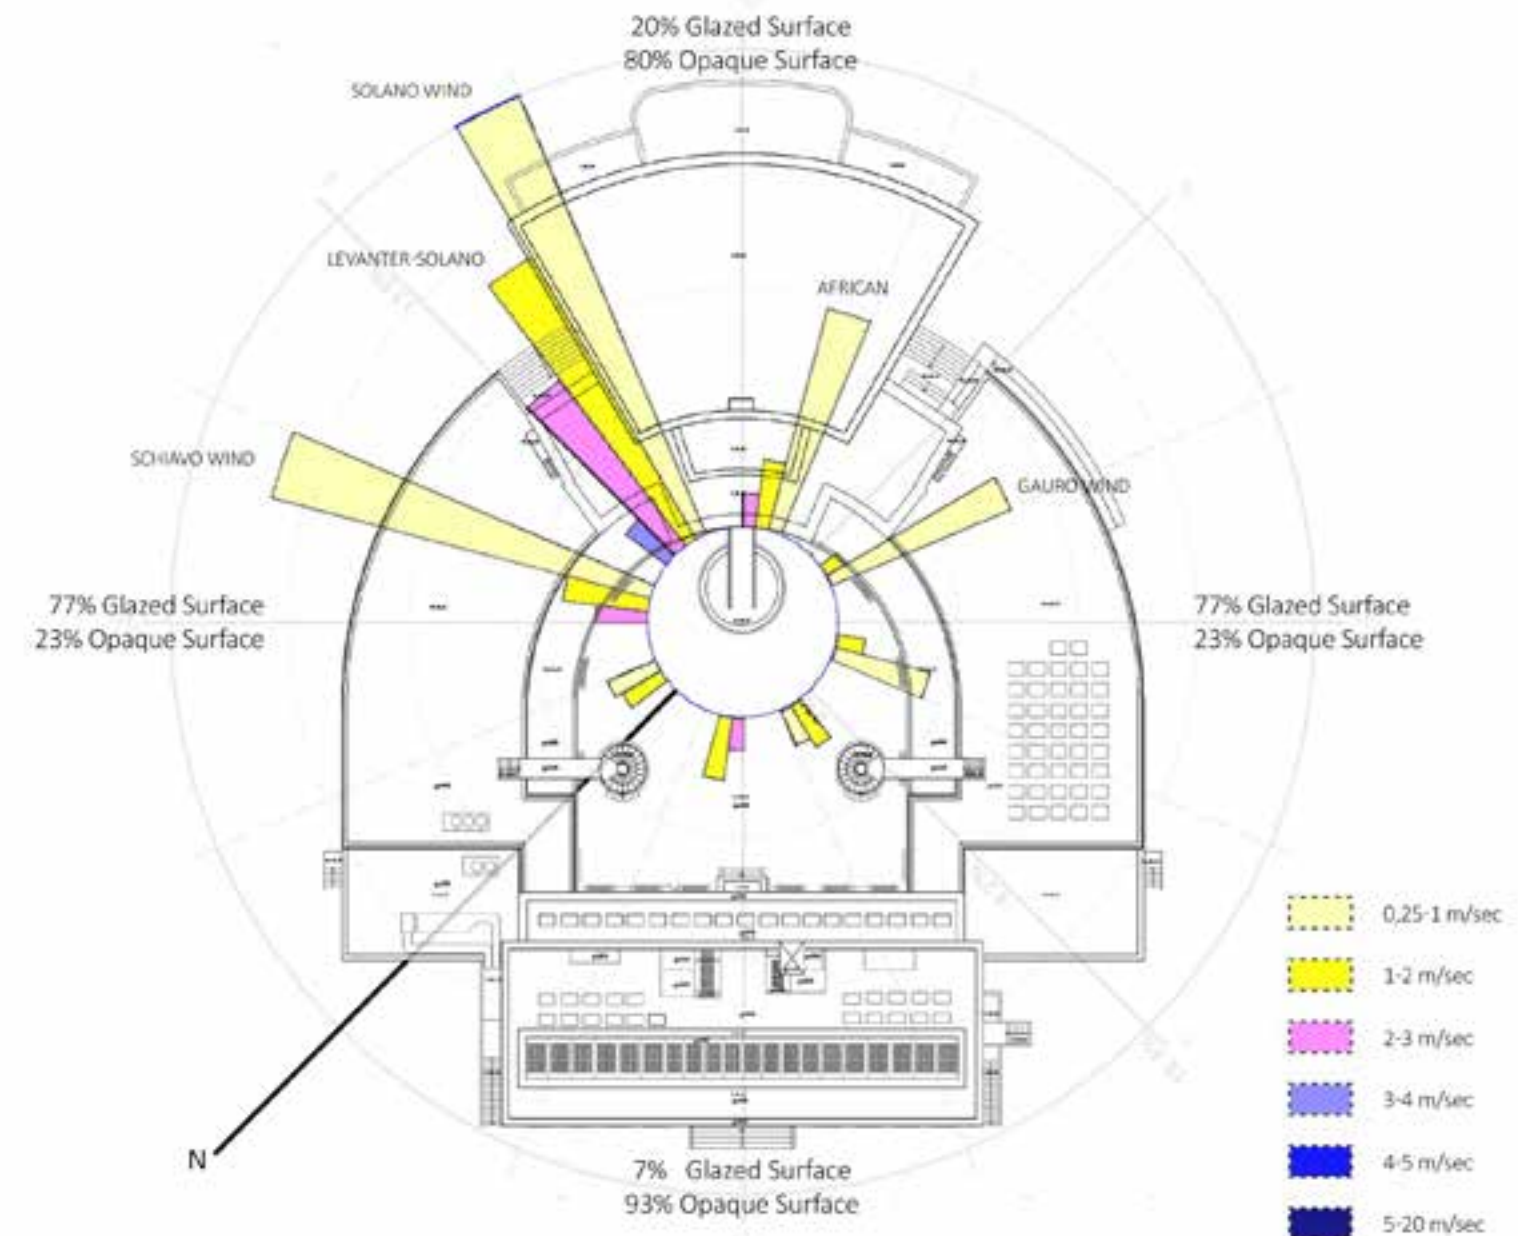 20% Glazed Surface
80% Opaque Surface
SOLANO WIND
LEVANTER-SOLANO
AFRICAN
SCHIAVO WIND
GAURO WIND
77% Glazed Surface
23% Opaque Surface
77% Glazed Surface
23% Opaque Surface
0,25-1 m/sec
1-2 m/sec
2-3 m/sec
3-4 m/sec
4-5 m/sec
5-20 m/sec
N
7% Glazed Surface
93% Opaque Surface